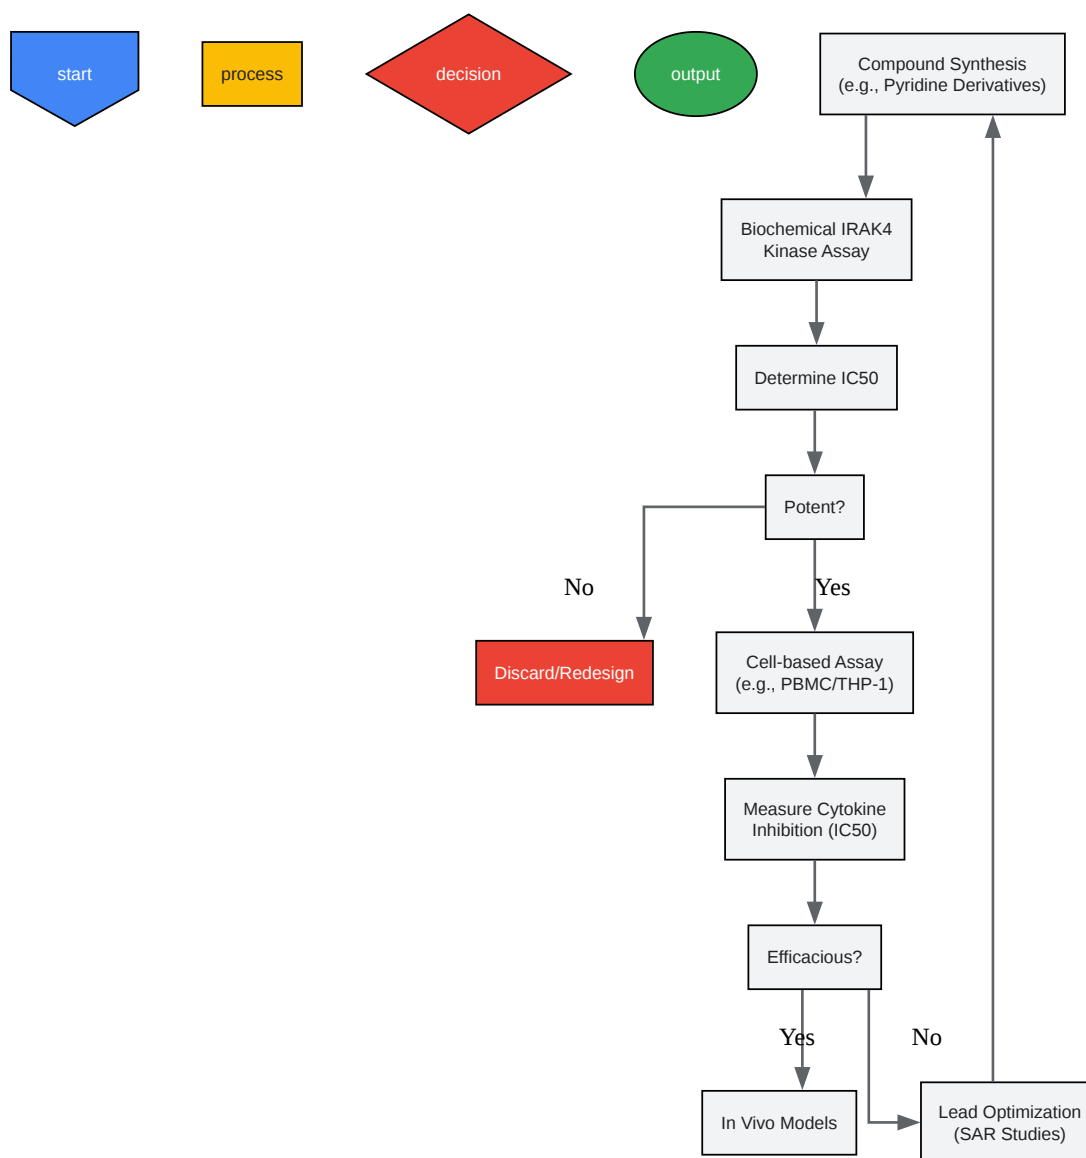 start
process
decision
output
Compound Synthesis
(e.g., Pyridine Derivatives)
Biochemical IRAK4
Kinase Assay
Determine IC50
Potent?
No
Yes
Discard/Redesign
Cell-based Assay
(e.g., PBMC/THP-1)
Measure Cytokine
Inhibition (IC50)
Efficacious?
Yes
No
In Vivo Models
Lead Optimization
(SAR Studies)